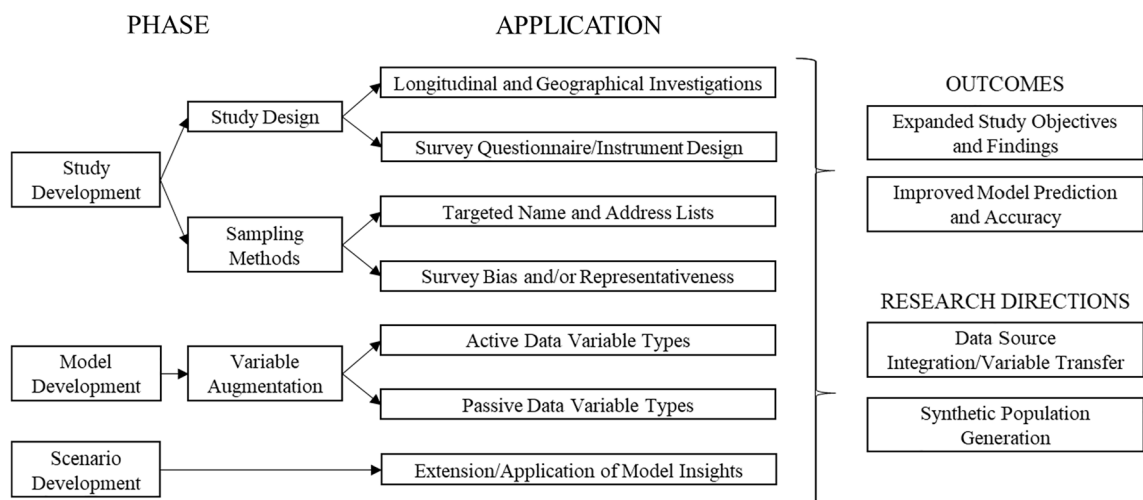 PHASE
APPLICATION
Study
Development
Study Design
Longitudinal and Geographical Investigations
Survey Questionnaire/Instrument Design
Sampling
Methods
Targeted Name and Address Lists
Survey Bias and/or Representativeness
Model
Development
Variable
Augmentation
Active Data Variable Types
Passive Data Variable Types
Scenario
Development
Extension/Application of Model Insights
OUTCOMES
Expanded Study Objectives
and Findings
Improved Model Prediction
and Accuracy
RESEARCH DIRECTIONS
Data Source
Integration/Variable Transfer
Synthetic Population
Generation